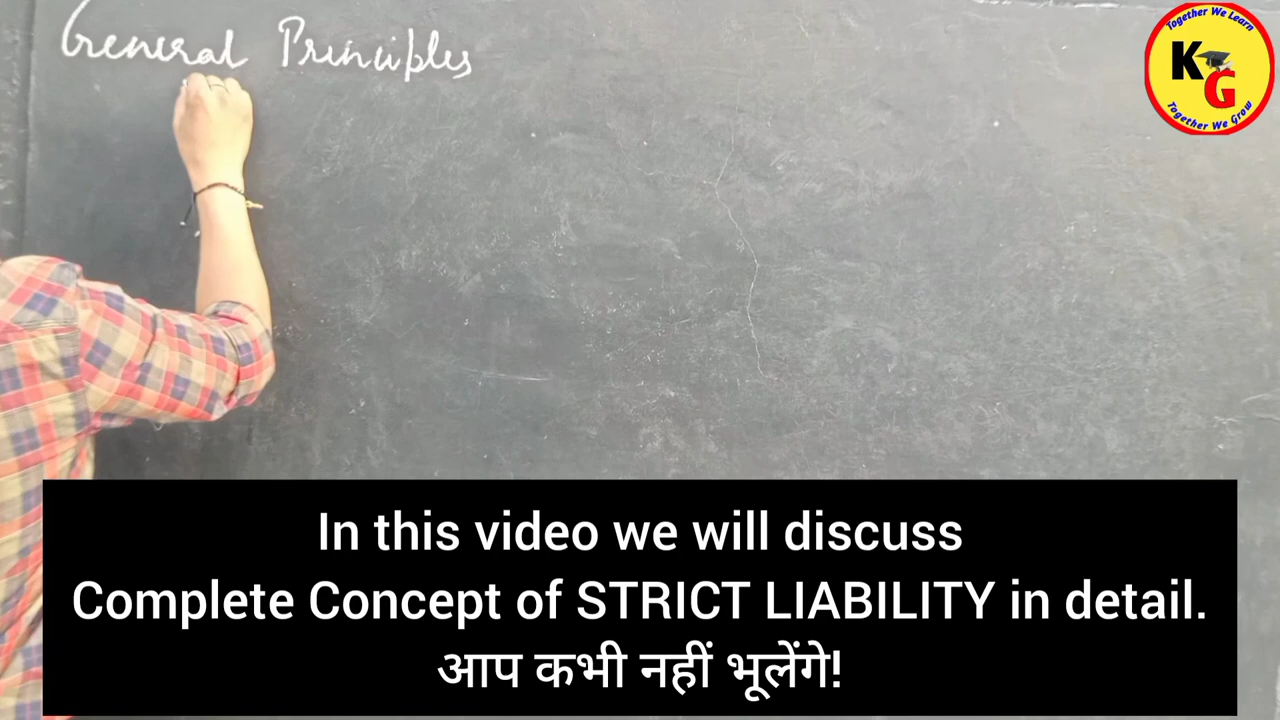 General Principles
Together We Learn
KG
Together We Grow
In this video we will discuss
Complete Concept of STRICT LIABILITY in detail.
आप कभी नहीं भूलेंगे!